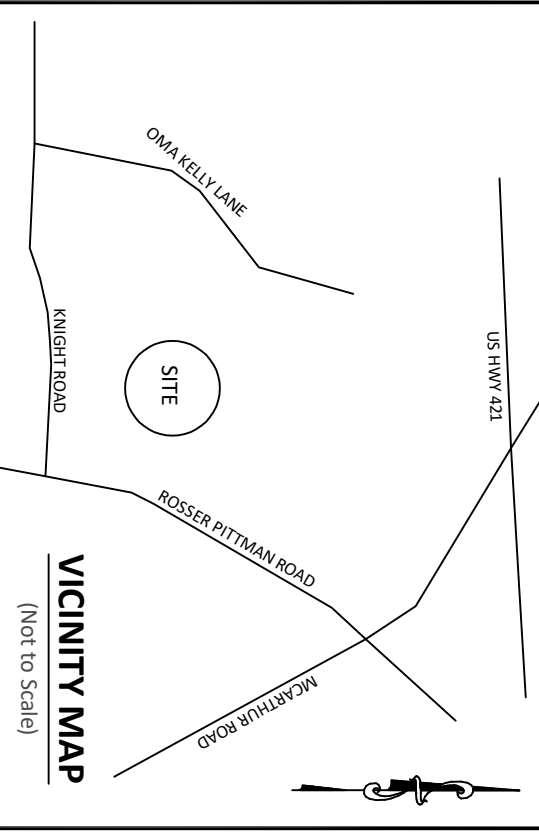 US HWY 421
OMA KELLY LANE
SITE
KNIGHT ROAD
ROSSER PITTMAN ROAD
MCARTHUR ROAD
VICINITY MAP
(Not to Scale)